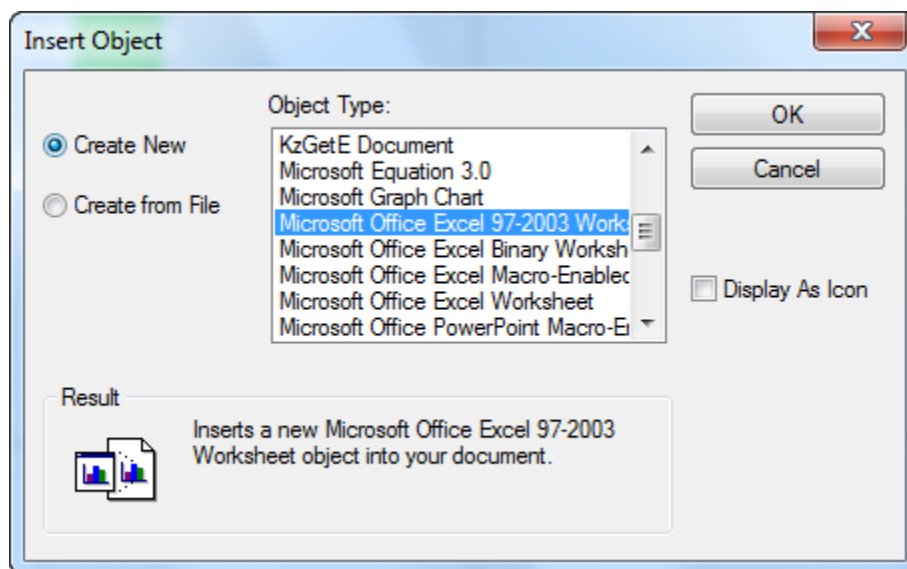 Insert Object
Object Type:
Create New
Create from File
KzGetE Document
Microsoft Equation 3.0
Microsoft Graph Chart
Microsoft Office Excel 97-2003 Works
Microsoft Office Excel Binary Worksh
Microsoft Office Excel Macro-Enabled
Microsoft Office Excel Worksheet
Microsoft Office PowerPoint Macro-E
OK
Cancel
Display As Icon
Result
Inserts a new Microsoft Office Excel 97-2003
Worksheet object into your document.